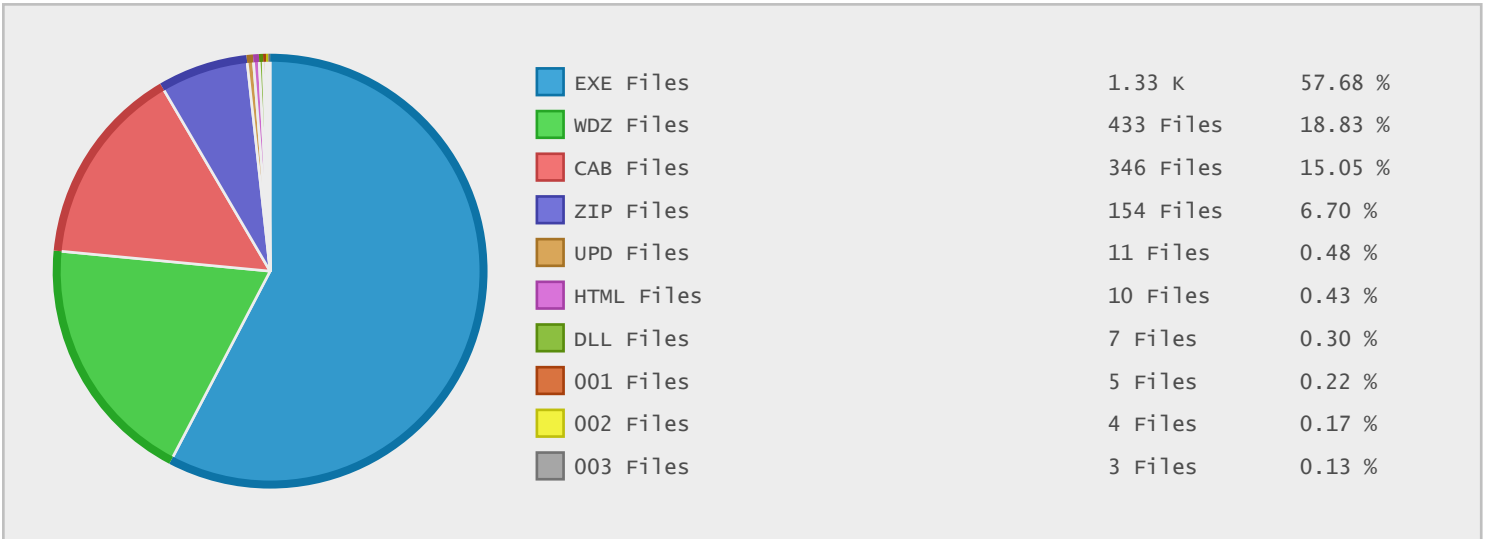 EXE Files 1.33 K 57.68 %
WDZ Files 433 Files 18.83 %
CAB Files 346 Files 15.05 %
ZIP Files 154 Files 6.70 %
UPD Files 11 Files 0.48 %
HTML Files 10 Files 0.43 %
DLL Files 7 Files 0.30 %
001 Files 5 Files 0.22 %
002 Files 4 Files 0.17 %
003 Files 3 Files 0.13 %